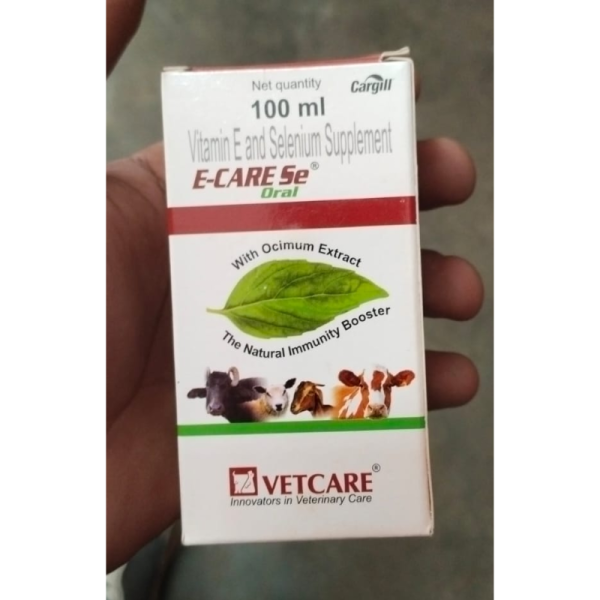 Net quantity
100 ml
Cargill
Vitamin E and Selenium Supplement
E-CARE Se®
Oral
With Ocimum Extract
The Natural Immunity Booster
VETCARE®
Innovators in Veterinary Care